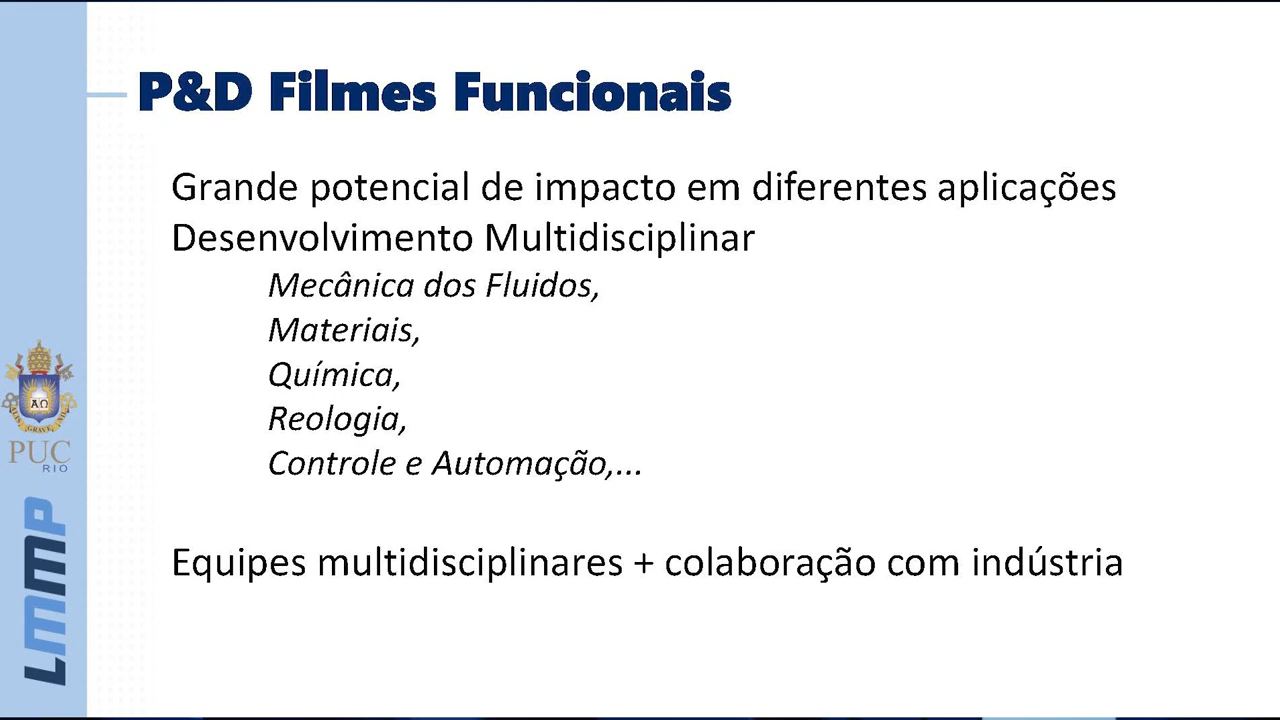 P&D Filmes Funcionais
Grande potencial de impacto em diferentes aplicações
Desenvolvimento Multidisciplinar
Mecânica dos Fluidos,
Materiais,
Química,
Reologia,
Controle e Automação,...
Equipes multidisciplinares + colaboração com indústria
ΑΩ
PUC
RIO
LMMP